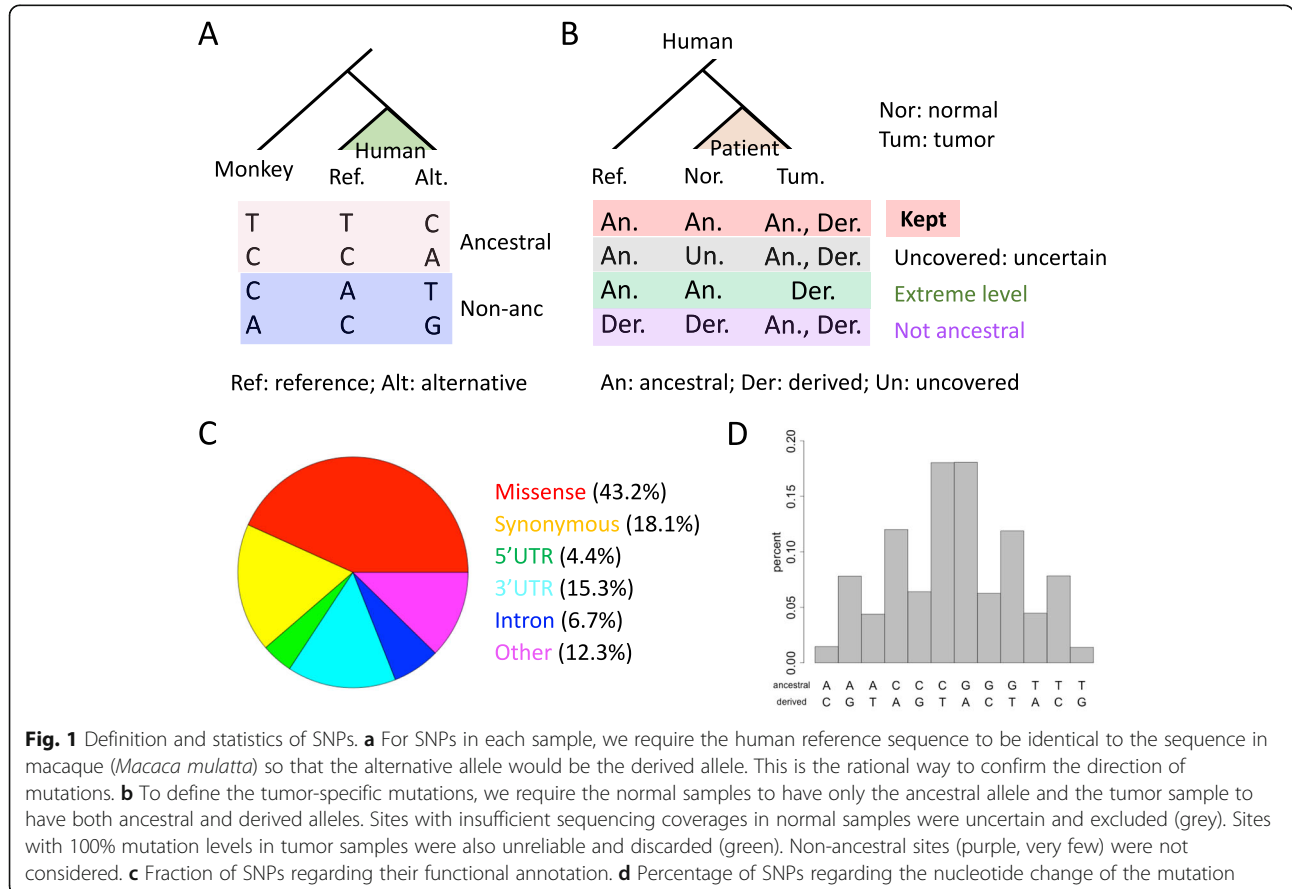 A
Monkey
Human
Ref.
Alt.
T T C
C C A
Ancestral
C A T
A C G
Non-anc
Ref: reference; Alt: alternative
B
Human
Patient
Ref. Nor. Tum.
Nor: normal
Tum: tumor
An. An. An., Der. Kept
An. Un. An., Der. Uncovered: uncertain
An. An. Der. Extreme level
Der. Der. An., Der. Not ancestral
An: ancestral; Der: derived; Un: uncovered
C
Missense (43.2%)
Synonymous (18.1%)
5’UTR (4.4%)
3’UTR (15.3%)
Intron (6.7%)
Other (12.3%)
D
percent
0.20
0.15
0.10
0.05
0.00
ancestral A A A C C C G G G T T T
derived C G T A G T A C T A C G
Fig. 1 Definition and statistics of SNPs. a For SNPs in each sample, we require the human reference sequence to be identical to the sequence in
macaque (Macaca mulatta) so that the alternative allele would be the derived allele. This is the rational way to confirm the direction of
mutations. b To define the tumor-specific mutations, we require the normal samples to have only the ancestral allele and the tumor sample to
have both ancestral and derived alleles. Sites with insufficient sequencing coverages in normal samples were uncertain and excluded (grey). Sites
with 100% mutation levels in tumor samples were also unreliable and discarded (green). Non-ancestral sites (purple, very few) were not
considered. c Fraction of SNPs regarding their functional annotation. d Percentage of SNPs regarding the nucleotide change of the mutation